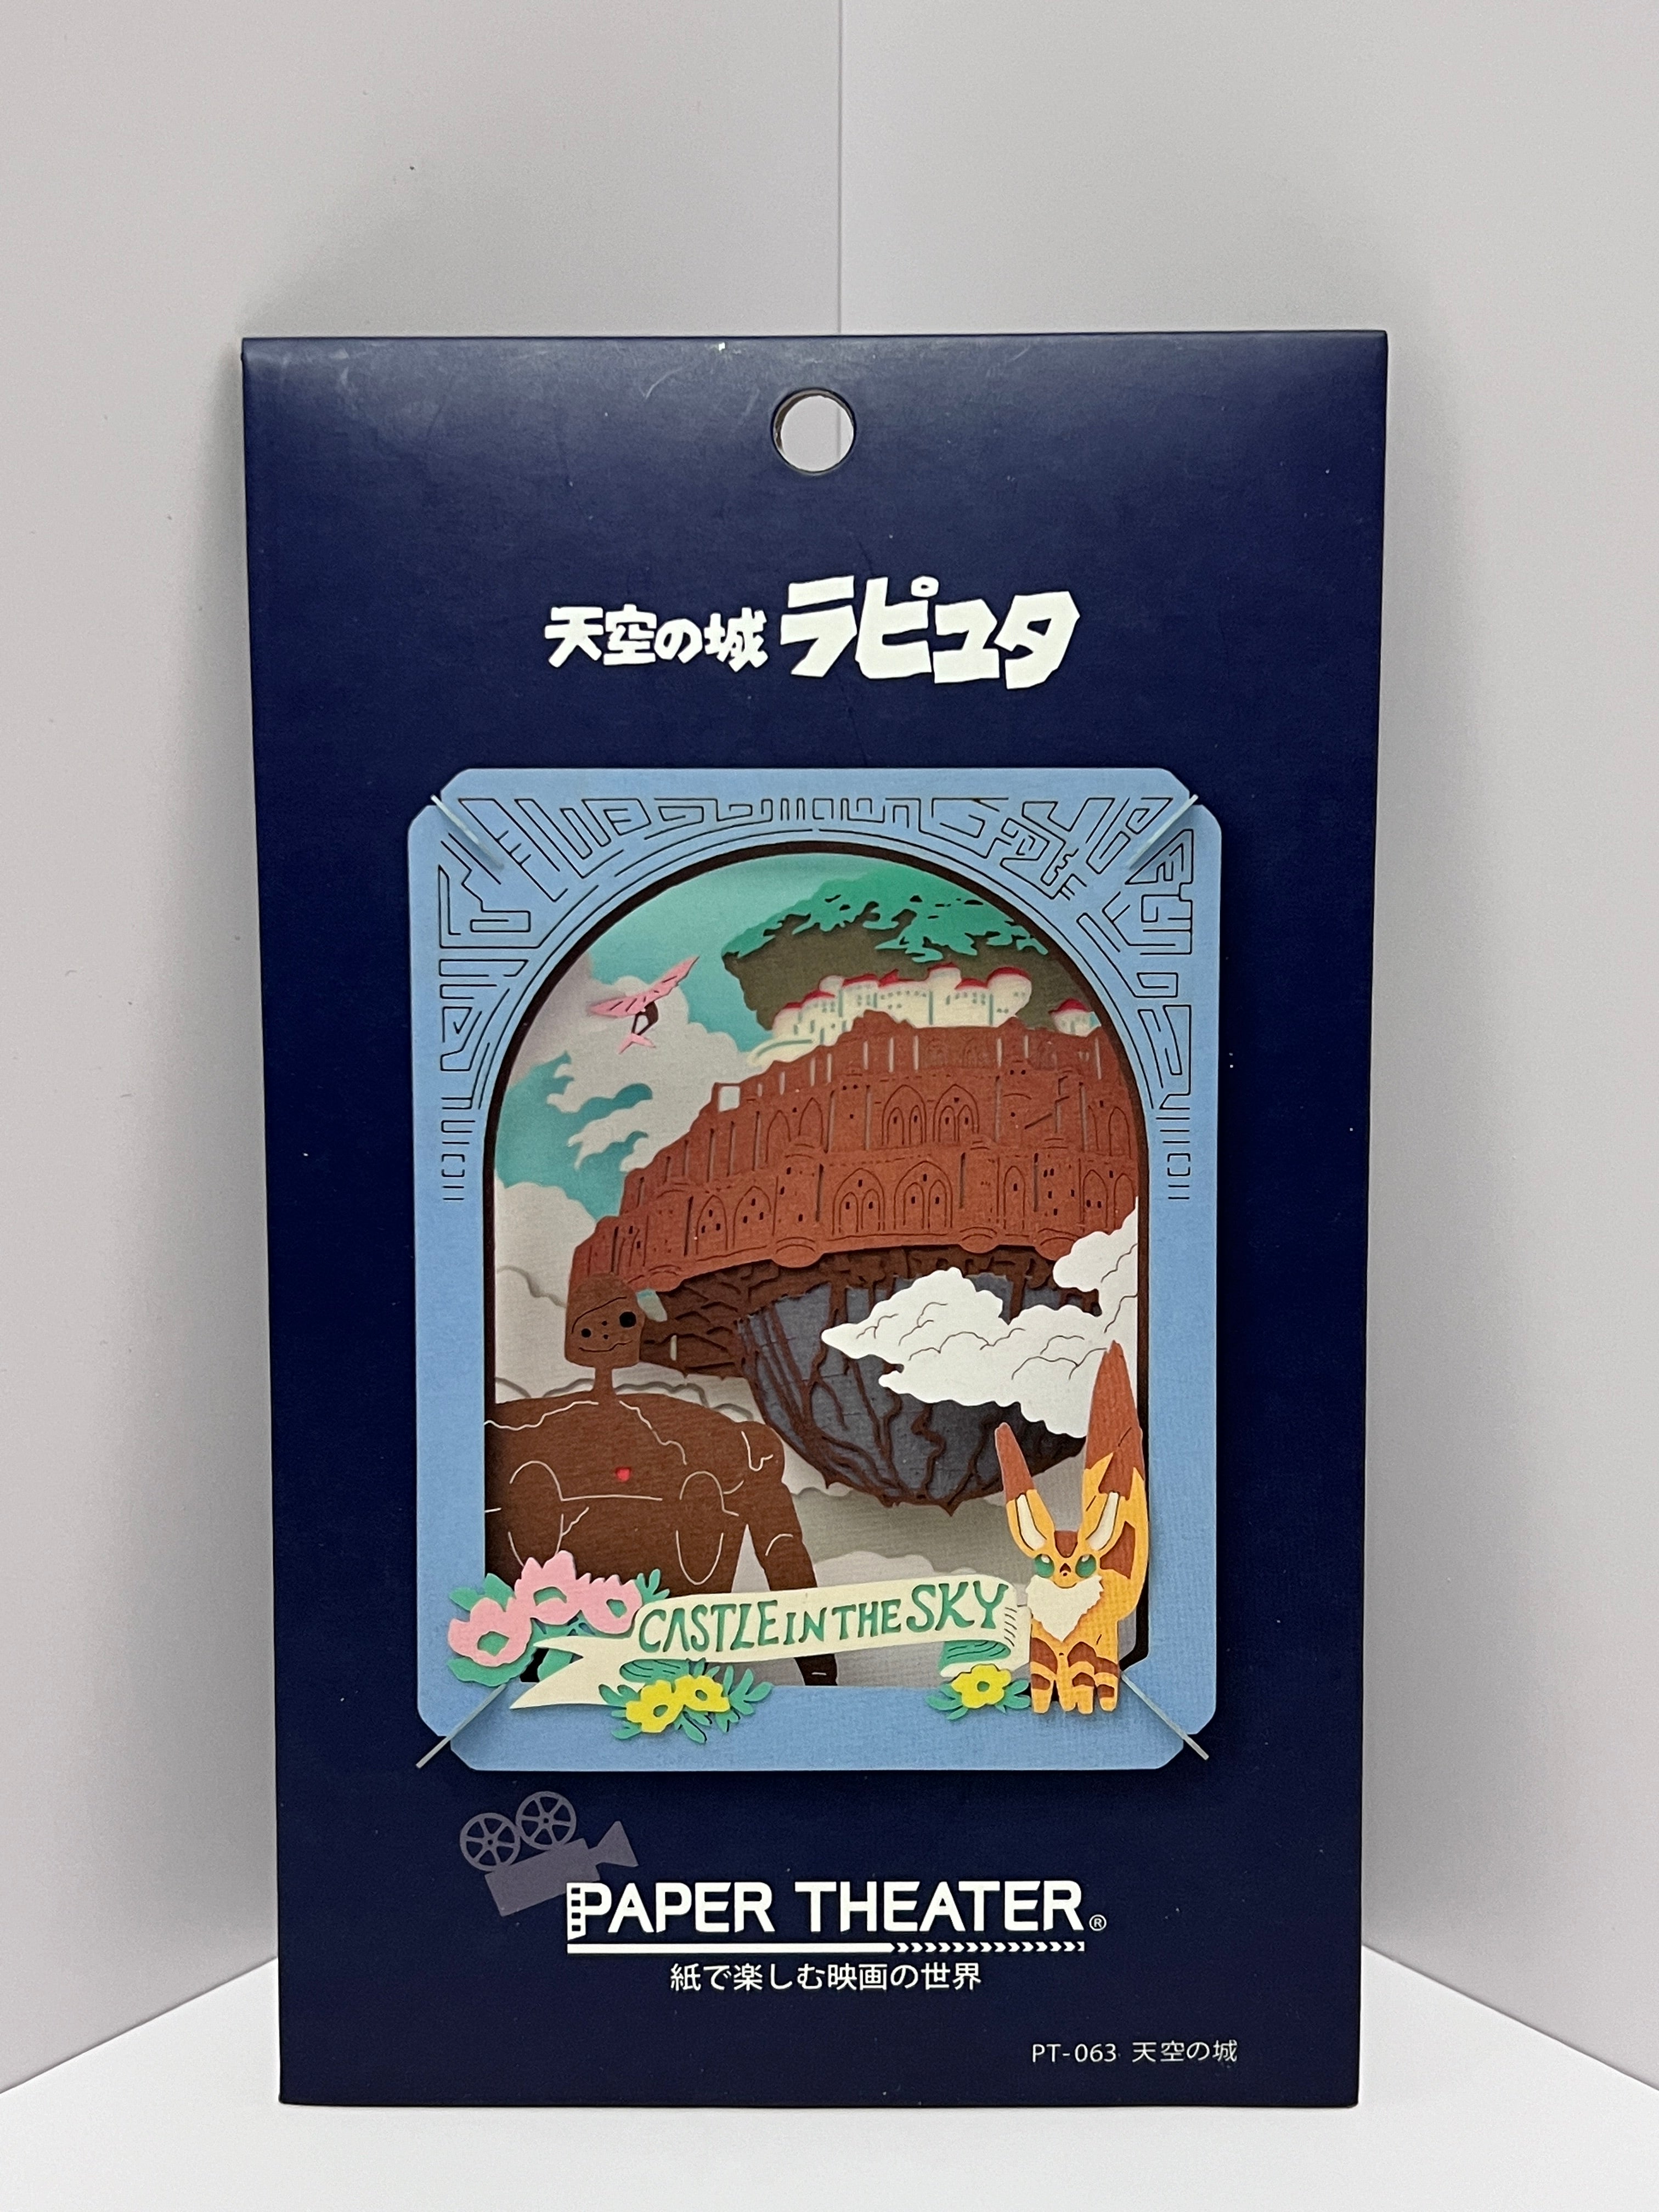 天空の城ラピュタ
CASTLE IN THE SKY
PAPER THEATER®
紙で楽しむ映画の世界
PT-063 天空の城